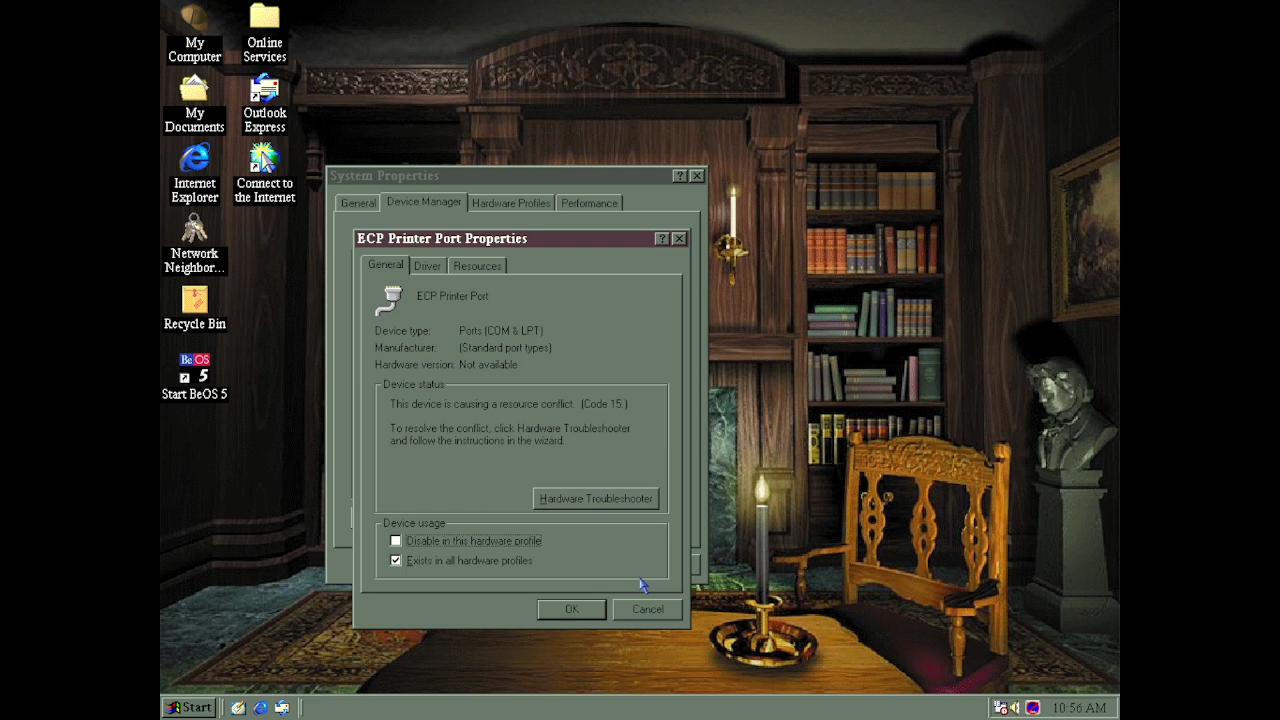 My
Computer
Online
Services
My
Documents
Outlook
Express
Internet
Explorer
Connect to
the Internet
Network
Neighbor...
Recycle Bin
Be OS
5
Start BeOS 5
System Properties
General
Device Manager
Hardware Profiles
Performance
ECP Printer Port Properties
General
Driver
Resources
ECP Printer Port
Device type: Ports (COM & LPT)
Manufacturer: (Standard port types)
Hardware version: Not available
Device status
This device is causing a resource conflict. (Code 15.)
To resolve the conflict, click Hardware Troubleshooter
and follow the instructions in the wizard.
Hardware Troubleshooter
Device usage
Disable in this hardware profile
Exists in all hardware profiles
OK
Cancel
Start
10:56 AM